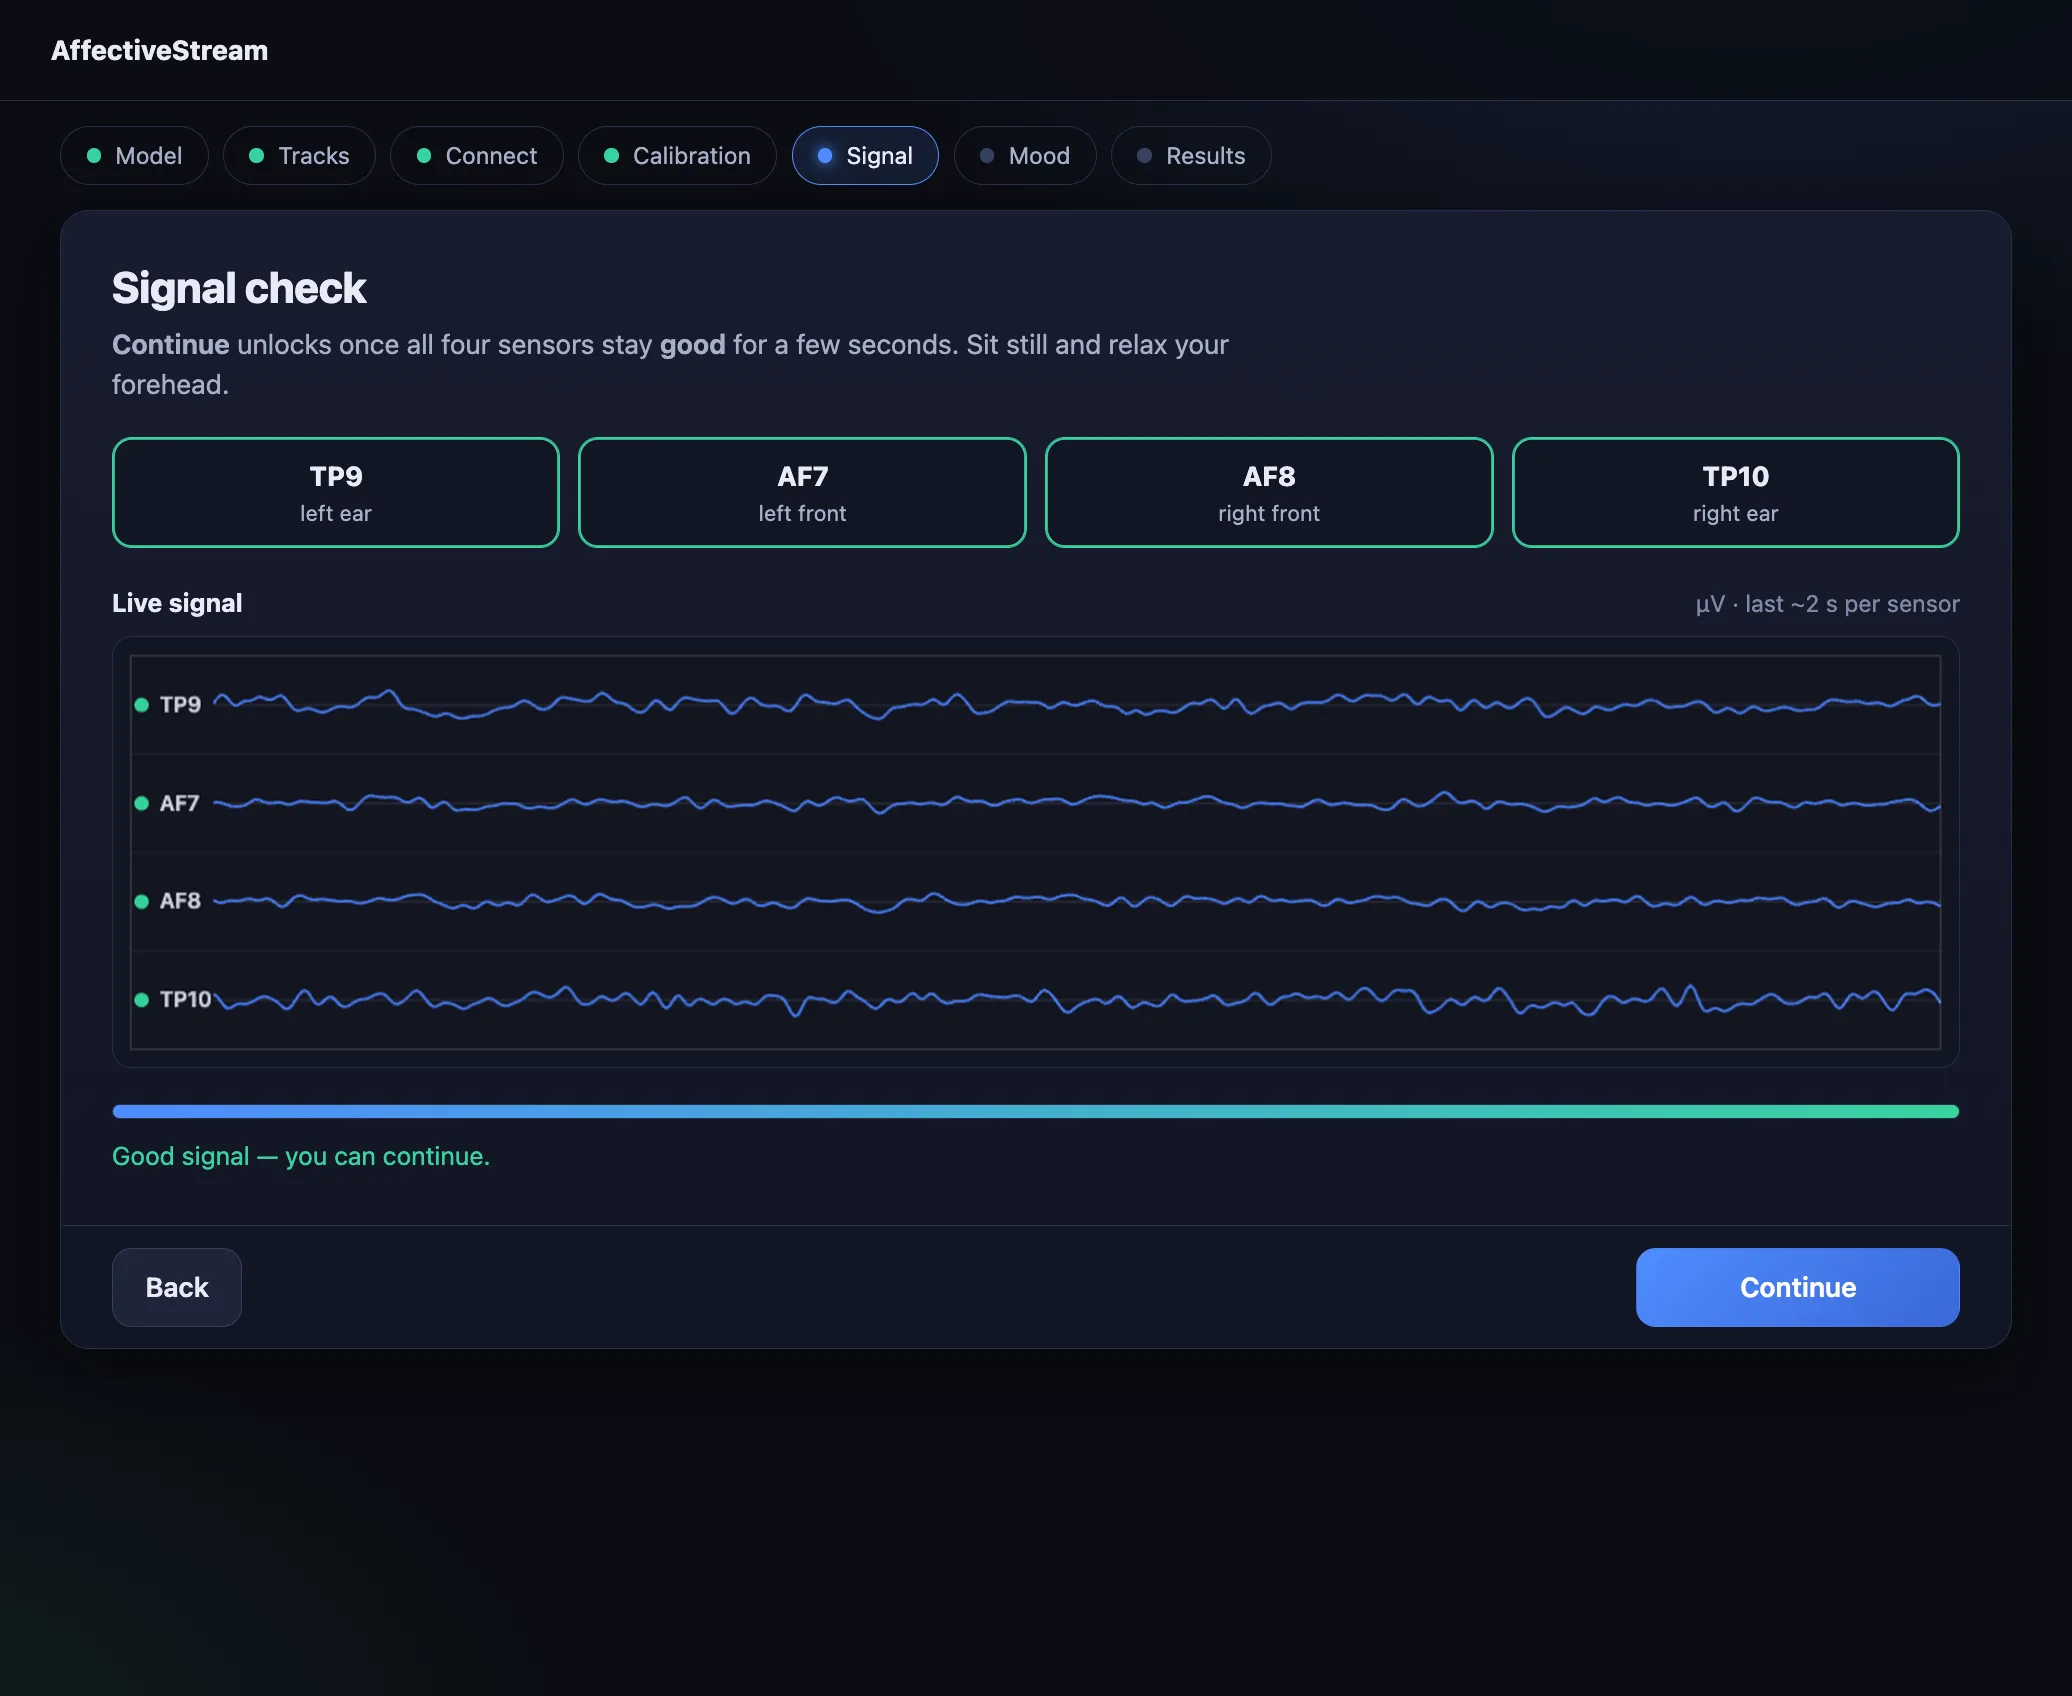 AffectiveStream
Model
Tracks
Connect
Calibration
Signal
Mood
Results
Signal check
Continue unlocks once all four sensors stay good for a few seconds. Sit still and relax your
forehead.
TP9
left ear
AF7
left front
AF8
right front
TP10
right ear
Live signal
µV · last ~2 s per sensor
TP9
AF7
AF8
TP10
Good signal — you can continue.
Back
Continue